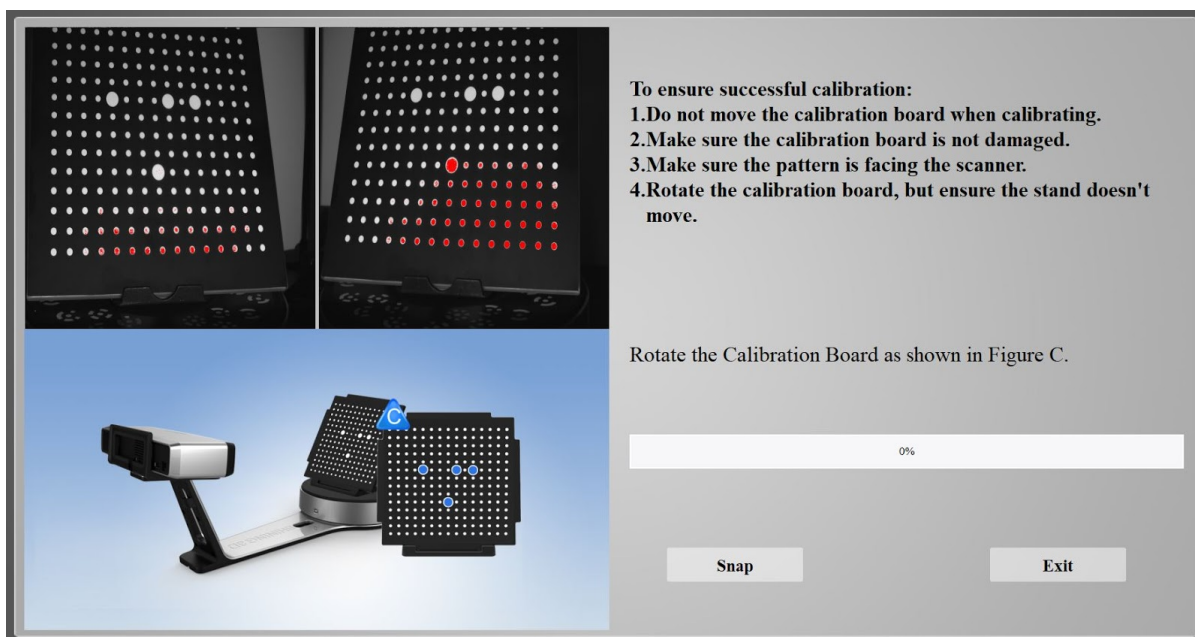 To ensure successful calibration:
1.Do not move the calibration board when calibrating.
2.Make sure the calibration board is not damaged.
3.Make sure the pattern is facing the scanner.
4.Rotate the calibration board, but ensure the stand doesn't
move.
Rotate the Calibration Board as shown in Figure C.
C
0%
Snap
Exit